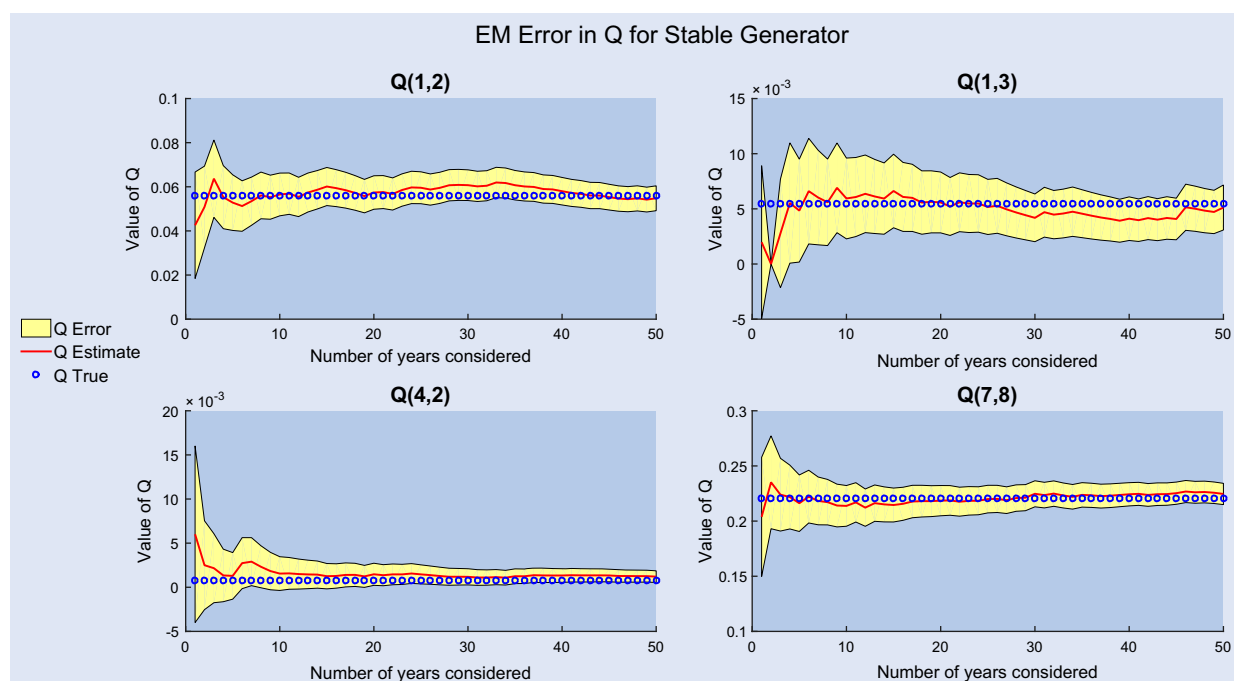 EM Error in Q for Stable Generator
Q(1,2)
0.1
0.08
0.06
0.04
0.02
0
Value of Q
0 10 20 30 40 50
Number of years considered
Q(1,3)
× 10⁻³
15
10
5
0
-5
Value of Q
0 10 20 30 40 50
Number of years considered
Q Error
Q Estimate
Q True
Q(4,2)
× 10⁻³
20
15
10
5
0
-5
Value of Q
0 10 20 30 40 50
Number of years considered
Q(7,8)
0.3
0.25
0.2
0.15
0.1
Value of Q
0 10 20 30 40 50
Number of years considered